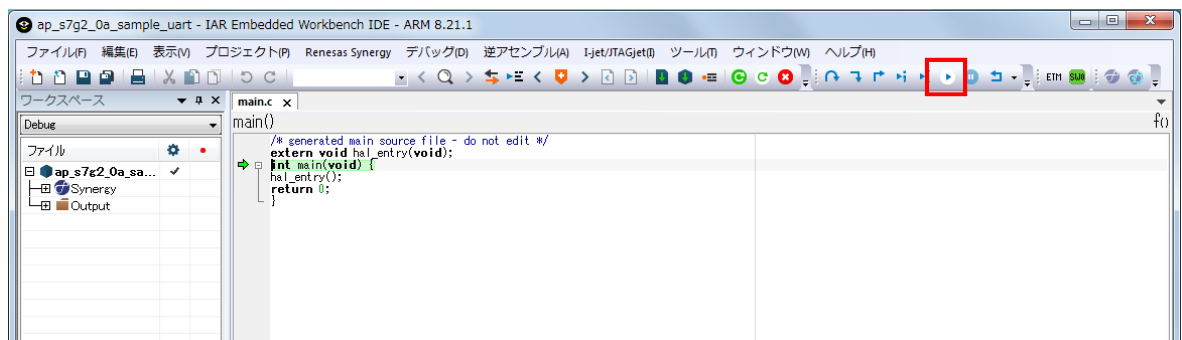 ap_s7g2_0a_sample_uart - IAR Embedded Workbench IDE - ARM 8.21.1
ファイル(F) 編集(E) 表示(V) プロジェクト(P) Renesas Synergy デバッグ(D) 逆アセンブル(A) I-jet/JTAGjet(I) ツール(T) ウィンドウ(W) ヘルプ(H)
ETM SWO
ワークスペース
main.c
Debug
main()
f()
ファイル
ap_s7g2_0a_sa...
Synergy
Output
/* generated main source file - do not edit */
extern void hal_entry(void);
int main(void) {
hal_entry();
return 0;
}